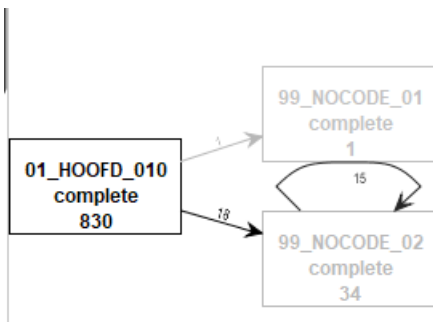 01_HOOFD_010
complete
830
1
18
99_NOCODE_01
complete
1
15
99_NOCODE_02
complete
34